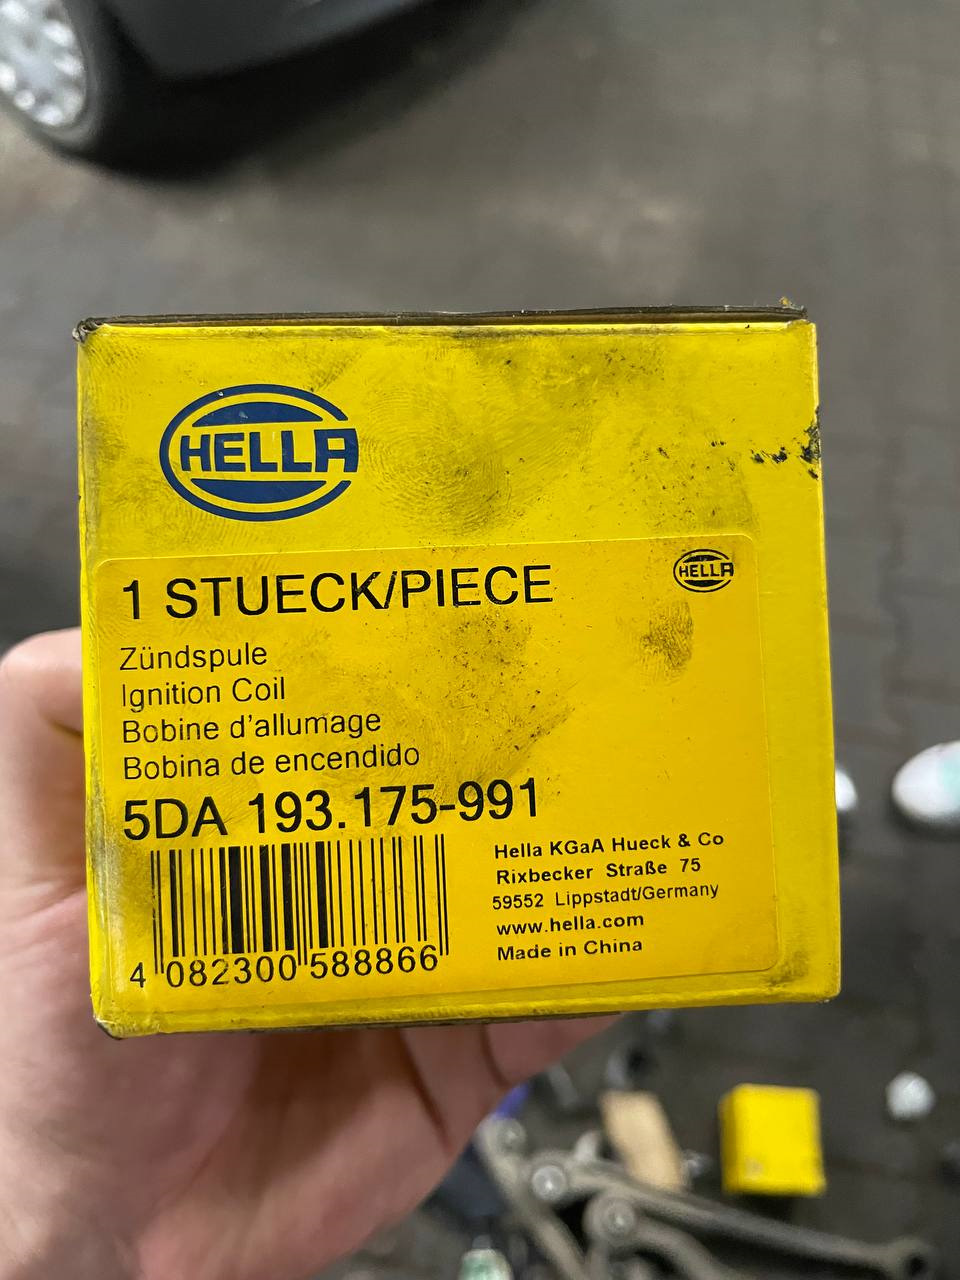 HELLA
1 STUECK/PIECE
HELLA
Zündspule
Ignition Coil
Bobine d'allumage
Bobina de encendido
5DA 193.175-991
Hella KGaA Hueck & Co
Rixbecker Straße 75
59552 Lippstadt/Germany
www.hella.com
Made in China
4 082300 588866